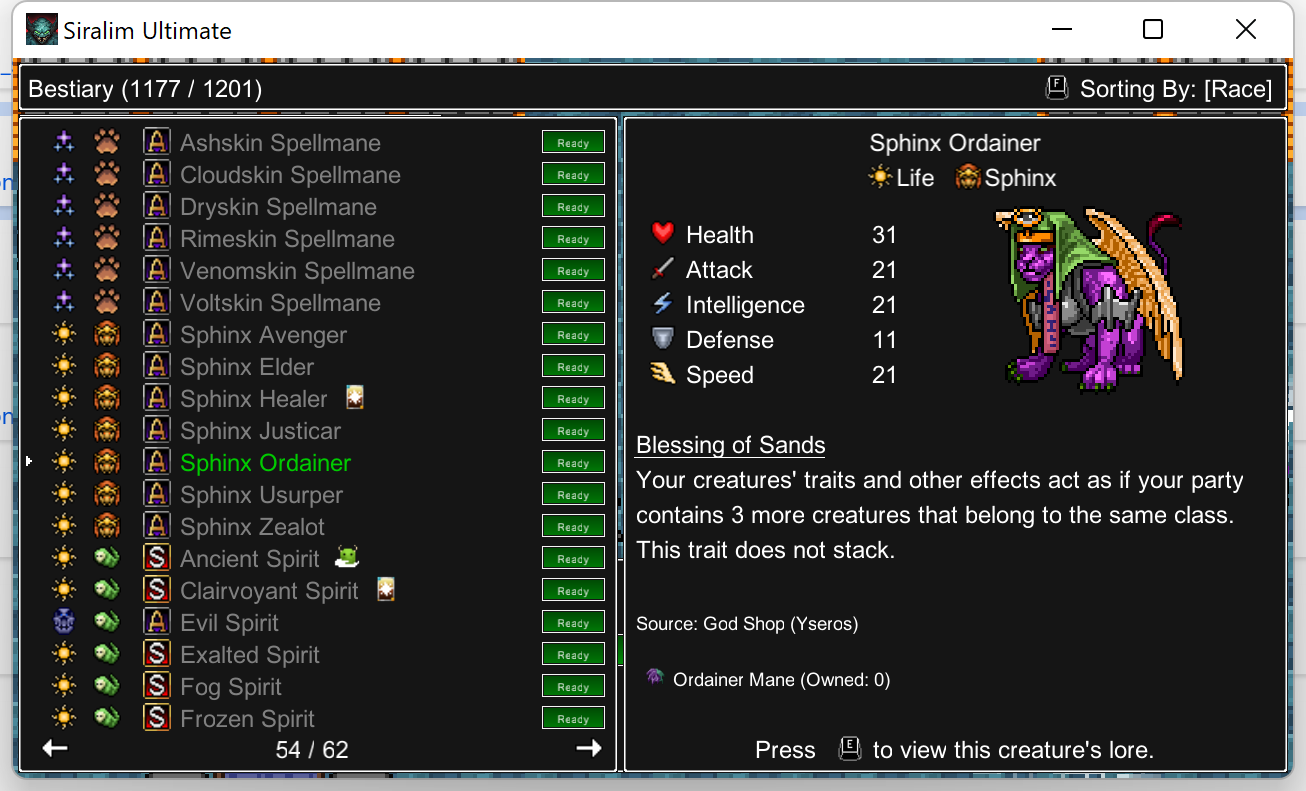 Siralim Ultimate
Bestiary (1177 / 1201)
F Sorting By: [Race]
A Ashskin Spellmane Ready
A Cloudskin Spellmane Ready
A Dryskin Spellmane Ready
A Rimeskin Spellmane Ready
A Venomskin Spellmane Ready
A Voltskin Spellmane Ready
A Sphinx Avenger Ready
A Sphinx Elder Ready
A Sphinx Healer Ready
A Sphinx Justicar Ready
A Sphinx Ordainer Ready
A Sphinx Usurper Ready
A Sphinx Zealot Ready
S Ancient Spirit Ready
S Clairvoyant Spirit Ready
A Evil Spirit Ready
S Exalted Spirit Ready
S Fog Spirit Ready
S Frozen Spirit Ready
54 / 62
Sphinx Ordainer
Life Sphinx
Health 31
Attack 21
Intelligence 21
Defense 11
Speed 21
Blessing of Sands
Your creatures' traits and other effects act as if your party
contains 3 more creatures that belong to the same class.
This trait does not stack.
Source: God Shop (Yseros)
Ordainer Mane (Owned: 0)
Press E to view this creature's lore.